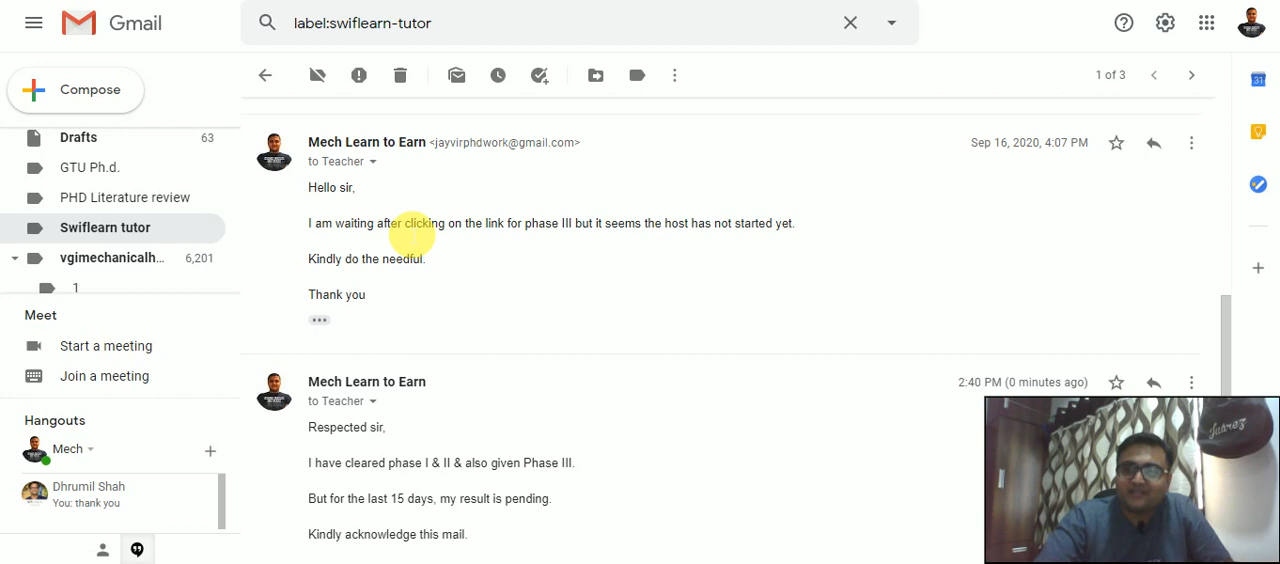 Gmail
label:swiflearn-tutor
Compose
1 of 3
31
Drafts 63
GTU Ph.d.
PHD Literature review
Swiflearn tutor
vgimechanicalh... 6,201
1
Meet
Start a meeting
Join a meeting
Hangouts
Mech
Dhrumil Shah
You: thank you
Mech Learn to Earn <jayvirphdwork@gmail.com> Sep 16, 2020, 4:07 PM
to Teacher
Hello sir,
I am waiting after clicking on the link for phase III but it seems the host has not started yet.
Kindly do the needful.
Thank you
Mech Learn to Earn 2:40 PM (0 minutes ago)
to Teacher
Respected sir,
I have cleared phase I & II & also given Phase III.
But for the last 15 days, my result is pending.
Kindly acknowledge this mail.
Juarez